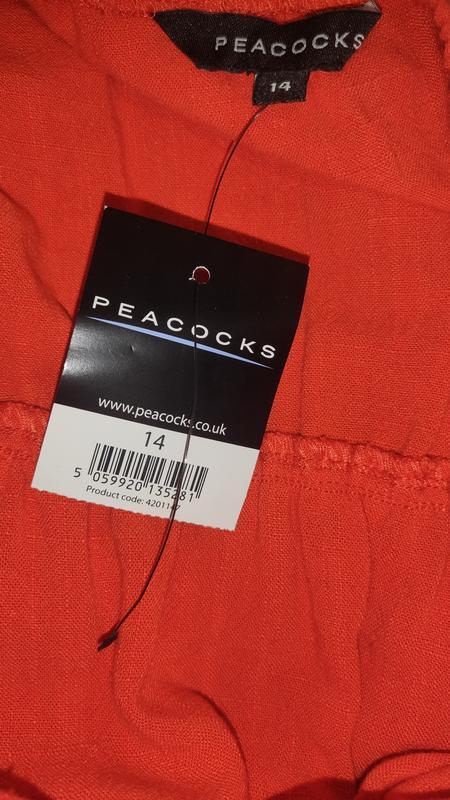 PEACOCKS
14
PEACOCKS
www.peacocks.co.uk
14
5 059920 135281
Product code: